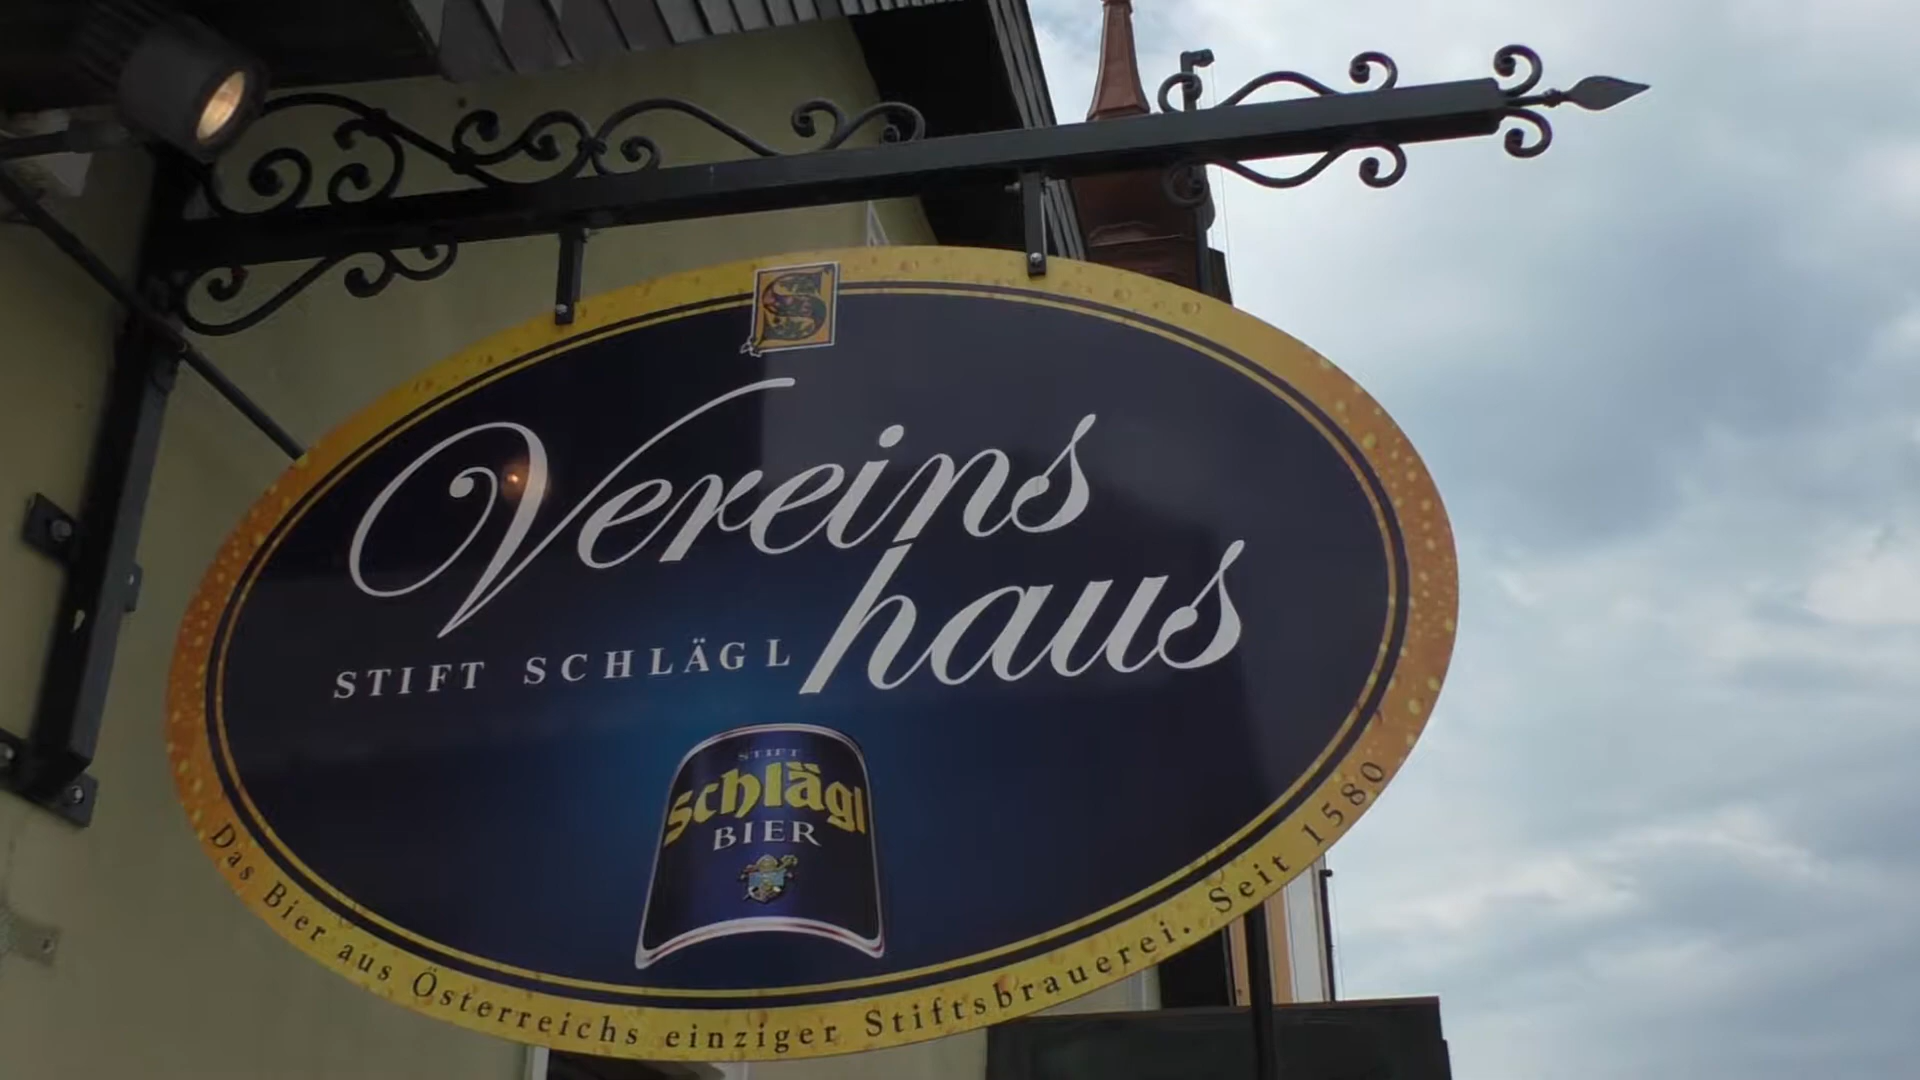 S
Vereins
haus
STIFT SCHLÄGL
STIFT
Schlägl
BIER
Das Bier aus Österreichs einziger Stiftsbrauerei. Seit 1580